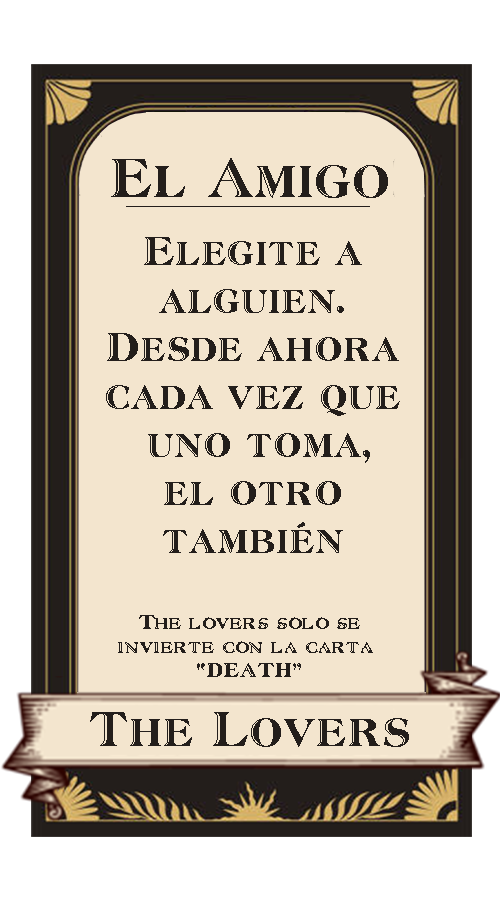 El Amigo
Elegite a
alguien.
Desde ahora
cada vez que
uno toma,
el otro
también
The lovers solo se
invierte con la carta
"DEATH"
The Lovers